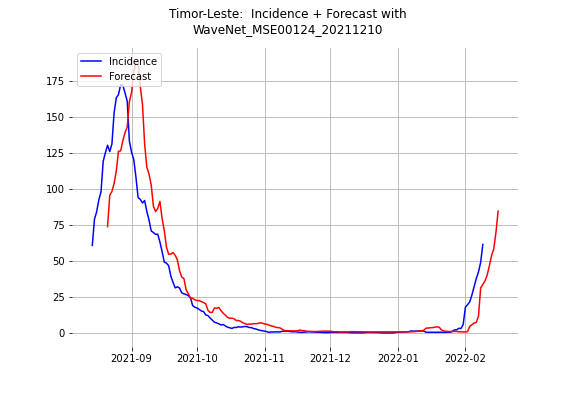 Timor-Leste:  Incidence + Forecast with
WaveNet_MSE00124_20211210
Incidence
Forecast
175
150
125
100
75
50
25
0
2021-09 2021-10 2021-11 2021-12 2022-01 2022-02